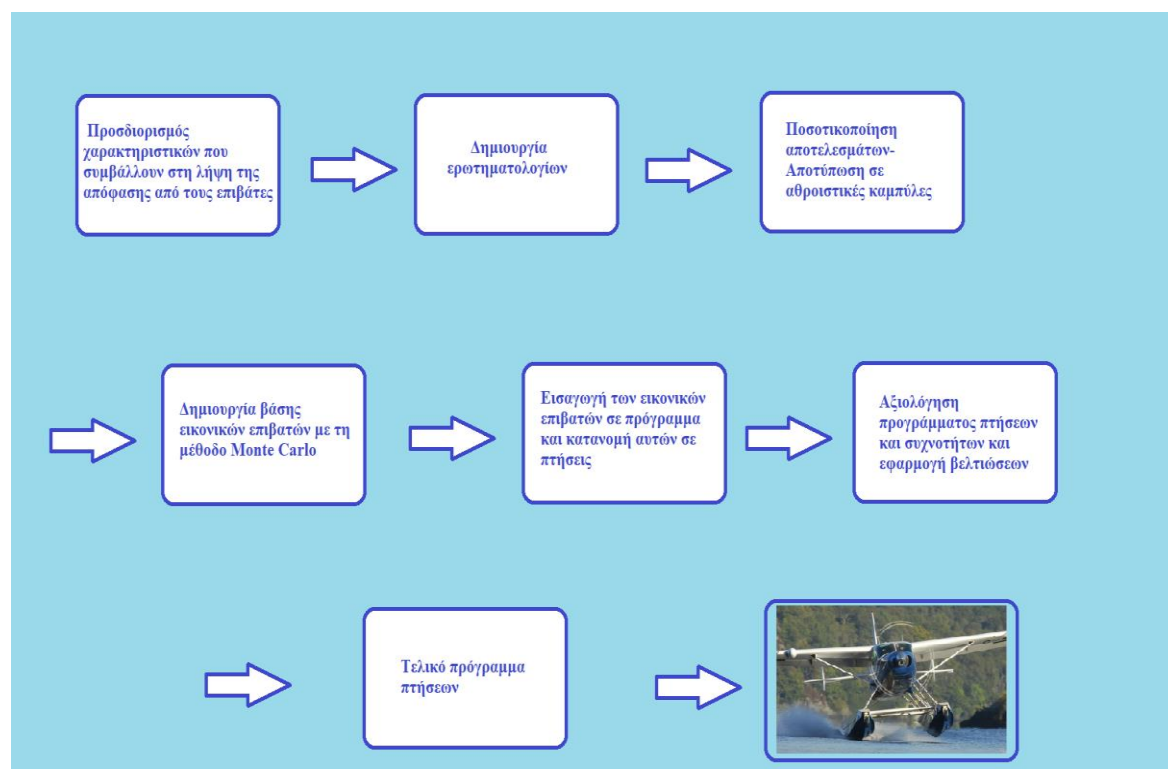 Προσδιορισμός
χαρακτηριστικών που
συμβάλλουν στη λήψη της
απόφασης από τους επιβάτες
Δημιουργία
ερωτηματολογίων
Ποσοτικοποίηση
αποτελεσμάτων-
Αποτύπωση σε
αθροιστικές καμπύλες
Δημιουργία βάσης
εικονικών επιβατών με τη
μέθοδο Monte Carlo
Εισαγωγή των εικονικών
επιβατών σε πρόγραμμα
και κατανομή αυτών σε
πτήσεις
Αξιολόγηση
προγράμματος πτήσεων
και συχνοτήτων και
εφαρμογή βελτιώσεων
Τελικό πρόγραμμα
πτήσεων